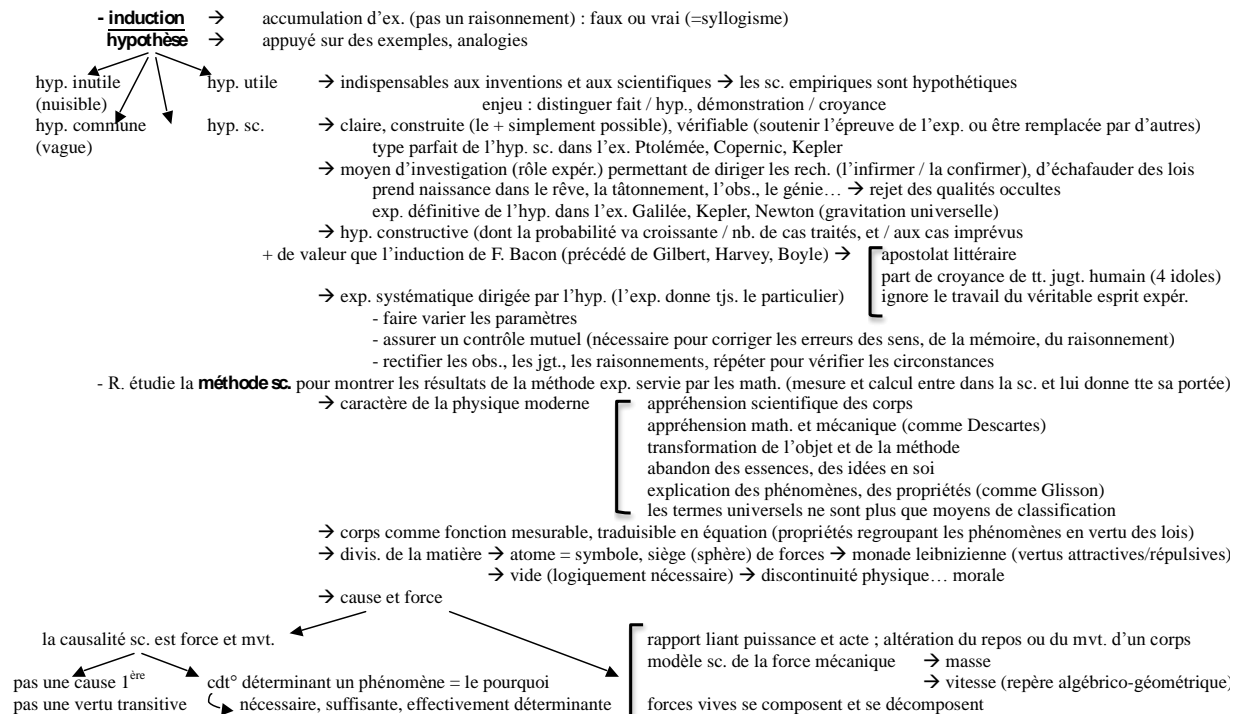 - induction → accumulation d'ex. (pas un raisonnement) : faux ou vrai (=syllogisme)
hypothèse → appuyé sur des exemples, analogies
hyp. inutile hyp. utile → indispensables aux inventions et aux scientifiques → les sc. empiriques sont hypothétiques
(nuisible) enjeu : distinguer fait / hyp., démonstration / croyance
hyp. commune hyp. sc. → claire, construite (le + simplement possible), vérifiable (soutenir l'épreuve de l'exp. ou être remplacée par d'autres)
(vague) type parfait de l'hyp. sc. dans l'ex. Ptolémée, Copernic, Kepler
→ moyen d'investigation (rôle expér.) permettant de diriger les rech. (l'infirmer / la confirmer), d'échafauder des lois
prend naissance dans le rêve, la tâtonnement, l'obs., le génie… → rejet des qualités occultes
exp. définitive de l'hyp. dans l'ex. Galilée, Kepler, Newton (gravitation universelle)
→ hyp. constructive (dont la probabilité va croissante / nb. de cas traités, et / aux cas imprévus
+ de valeur que l'induction de F. Bacon (précédé de Gilbert, Harvey, Boyle) → apostolat littéraire
part de croyance de tt. jugt. humain (4 idoles)
→ exp. systématique dirigée par l'hyp. (l'exp. donne tjs. le particulier) ignore le travail du véritable esprit expér.
- faire varier les paramètres
- assurer un contrôle mutuel (nécessaire pour corriger les erreurs des sens, de la mémoire, du raisonnement)
- rectifier les obs., les jgt., les raisonnements, répéter pour vérifier les circonstances
- R. étudie la méthode sc. pour montrer les résultats de la méthode exp. servie par les math. (mesure et calcul entre dans la sc. et lui donne tte sa portée)
→ caractère de la physique moderne appréhension scientifique des corps
appréhension math. et mécanique (comme Descartes)
transformation de l'objet et de la méthode
abandon des essences, des idées en soi
explication des phénomènes, des propriétés (comme Glisson)
les termes universels ne sont plus que moyens de classification
→ corps comme fonction mesurable, traduisible en équation (propriétés regroupant les phénomènes en vertu des lois)
→ divis. de la matière → atome = symbole, siège (sphère) de forces → monade leibnizienne (vertus attractives/répulsives)
→ vide (logiquement nécessaire) → discontinuité physique… morale
→ cause et force
la causalité sc. est force et mvt. rapport liant puissance et acte ; altération du repos ou du mvt. d'un corps
modèle sc. de la force mécanique → masse
pas une cause 1ère cdt° déterminant un phénomène = le pourquoi → vitesse (repère algébrico-géométrique)
pas une vertu transitive nécessaire, suffisante, effectivement déterminante forces vives se composent et se décomposent